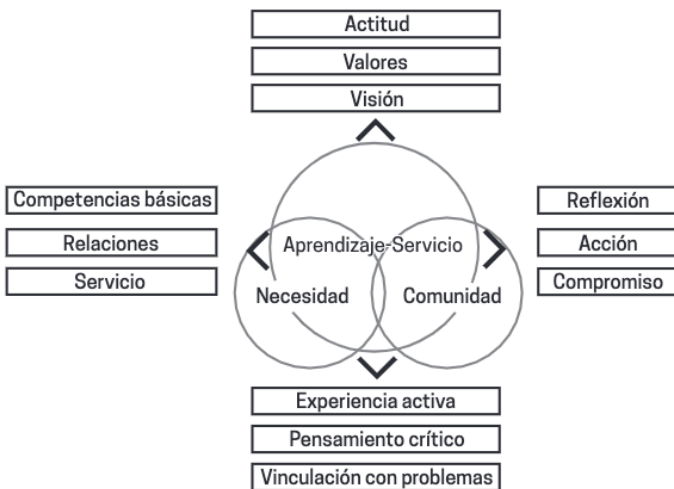 Actitud
Valores
Visión
Competencias básicas
Relaciones
Servicio
Aprendizaje-Servicio
Necesidad
Comunidad
Reflexión
Acción
Compromiso
Experiencia activa
Pensamiento crítico
Vinculación con problemas